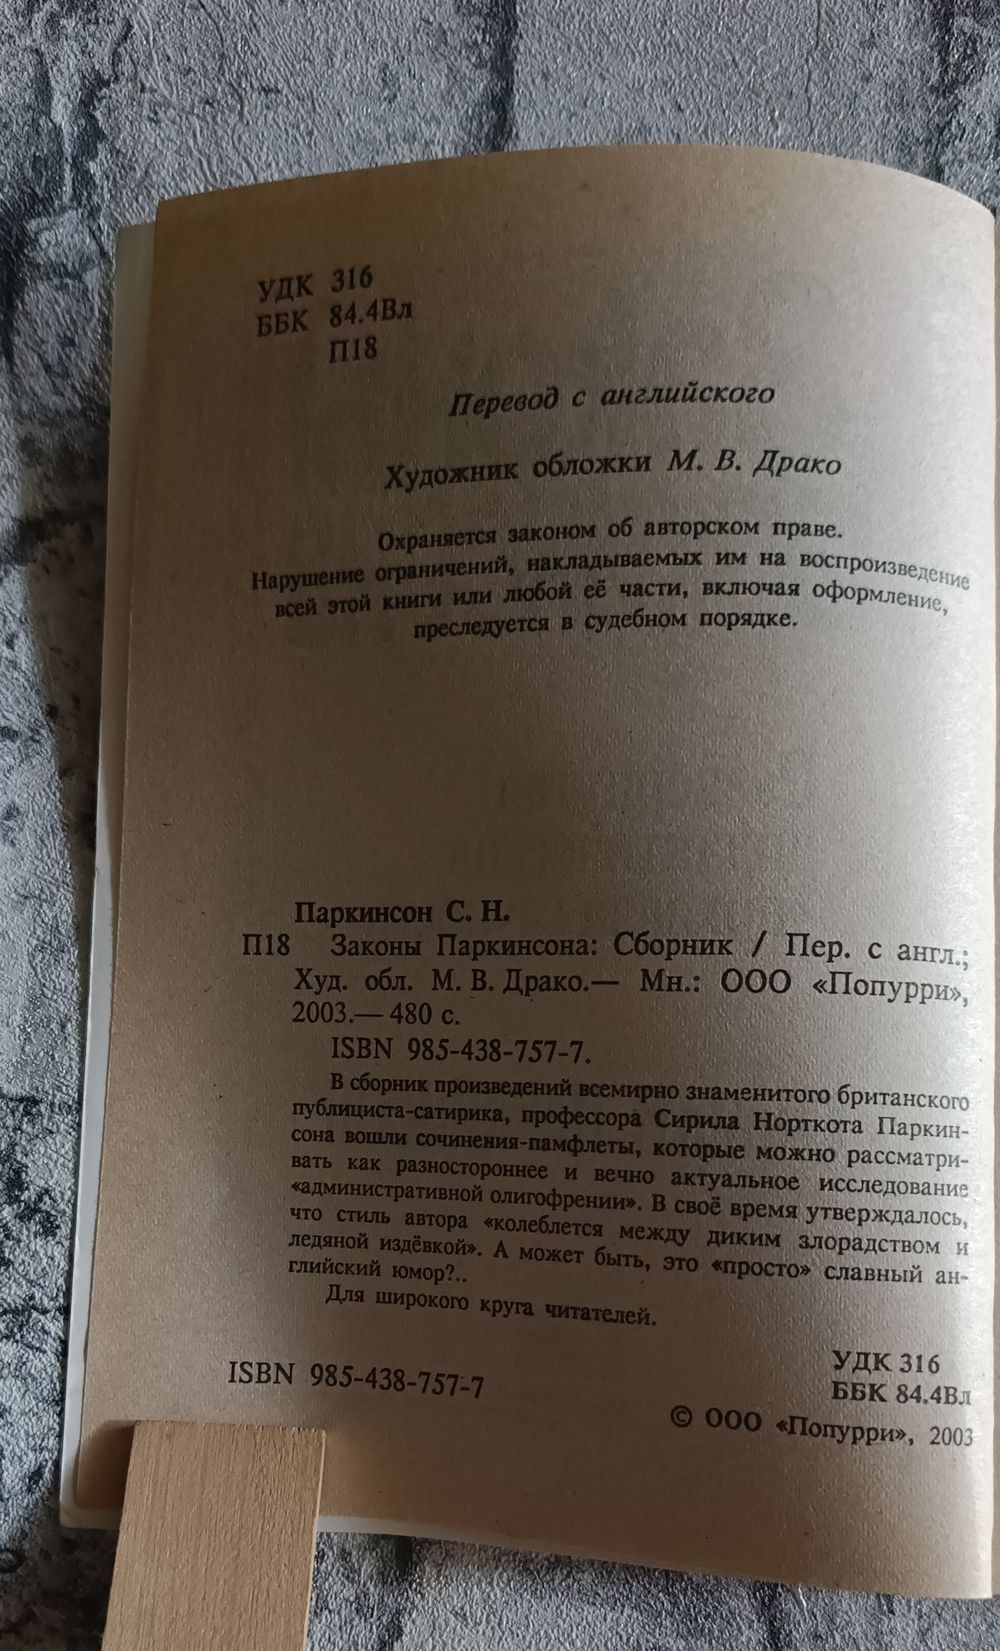 УДК 316
ББК 84.4Вл
П18
Перевод с английского
Художник обложки М. В. Драко
Охраняется законом об авторском праве.
Нарушение ограничений, накладываемых им на воспроизведение
всей этой книги или любой её части, включая оформление,
преследуется в судебном порядке.
Паркинсон С. Н.
П18 Законы Паркинсона: Сборник / Пер. с англ.;
Худ. обл. М. В. Драко.— Мн.: ООО «Попурри»,
2003.— 480 с.
ISBN 985-438-757-7.
В сборник произведений всемирно знаменитого британского
публициста-сатирика, профессора Сирила Норткота Паркин-
сона вошли сочинения-памфлеты, которые можно рассматри-
вать как разностороннее и вечно актуальное исследование
«административной олигофрении». В своё время утверждалось,
что стиль автора «колеблется между диким злорадством и
ледяной издёвкой». А может быть, это «просто» славный ан-
глийский юмор?..
Для широкого круга читателей.
УДК 316
ББК 84.4Вл
ISBN 985-438-757-7
© ООО «Попурри», 2003